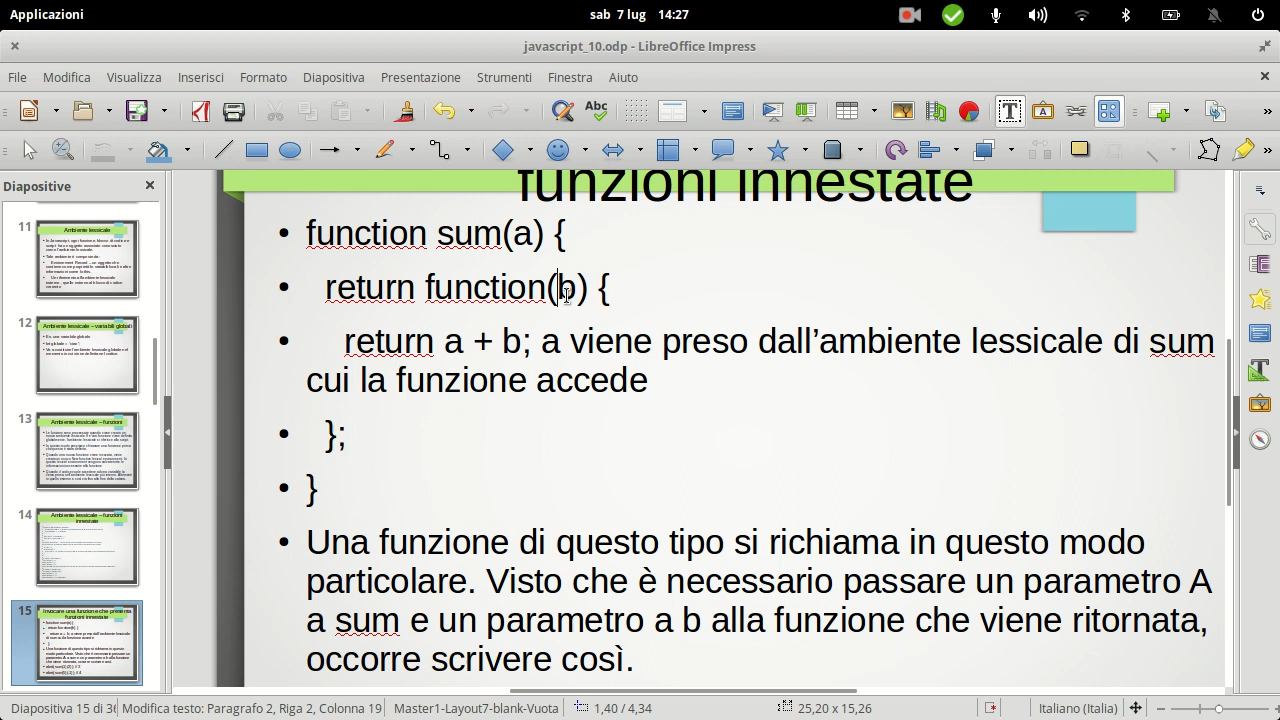 Applicazioni
sab 7 lug 14:27
javascript_10.odp - LibreOffice Impress
File Modifica Visualizza Inserisci Formato Diapositiva Presentazione Strumenti Finestra Aiuto
Diapositive
11
Ambiente lessicale
12
Ambiente lessicale – variabili globali
13
Ambiente lessicale – funzioni
14
Ambiente lessicale – funzioni
innestate
15
Invocare una funzione che presenta
funzioni innestate
funzioni innestate
• function sum(a) {
• return function(b) {
• return a + b; a viene preso dall’ambiente lessicale di sum
cui la funzione accede
• };
• }
• Una funzione di questo tipo si richiama in questo modo
particolare. Visto che è necessario passare un parametro A
a sum e un parametro a b alla funzione che viene ritornata,
occorre scrivere così.
Diapositiva 15 di Modifica testo: Paragrafo 2, Riga 2, Colonna 19 Master1-Layout7-blank-Vuota 1,40 / 4,34 25,20 x 15,26 Italiano (Italia)